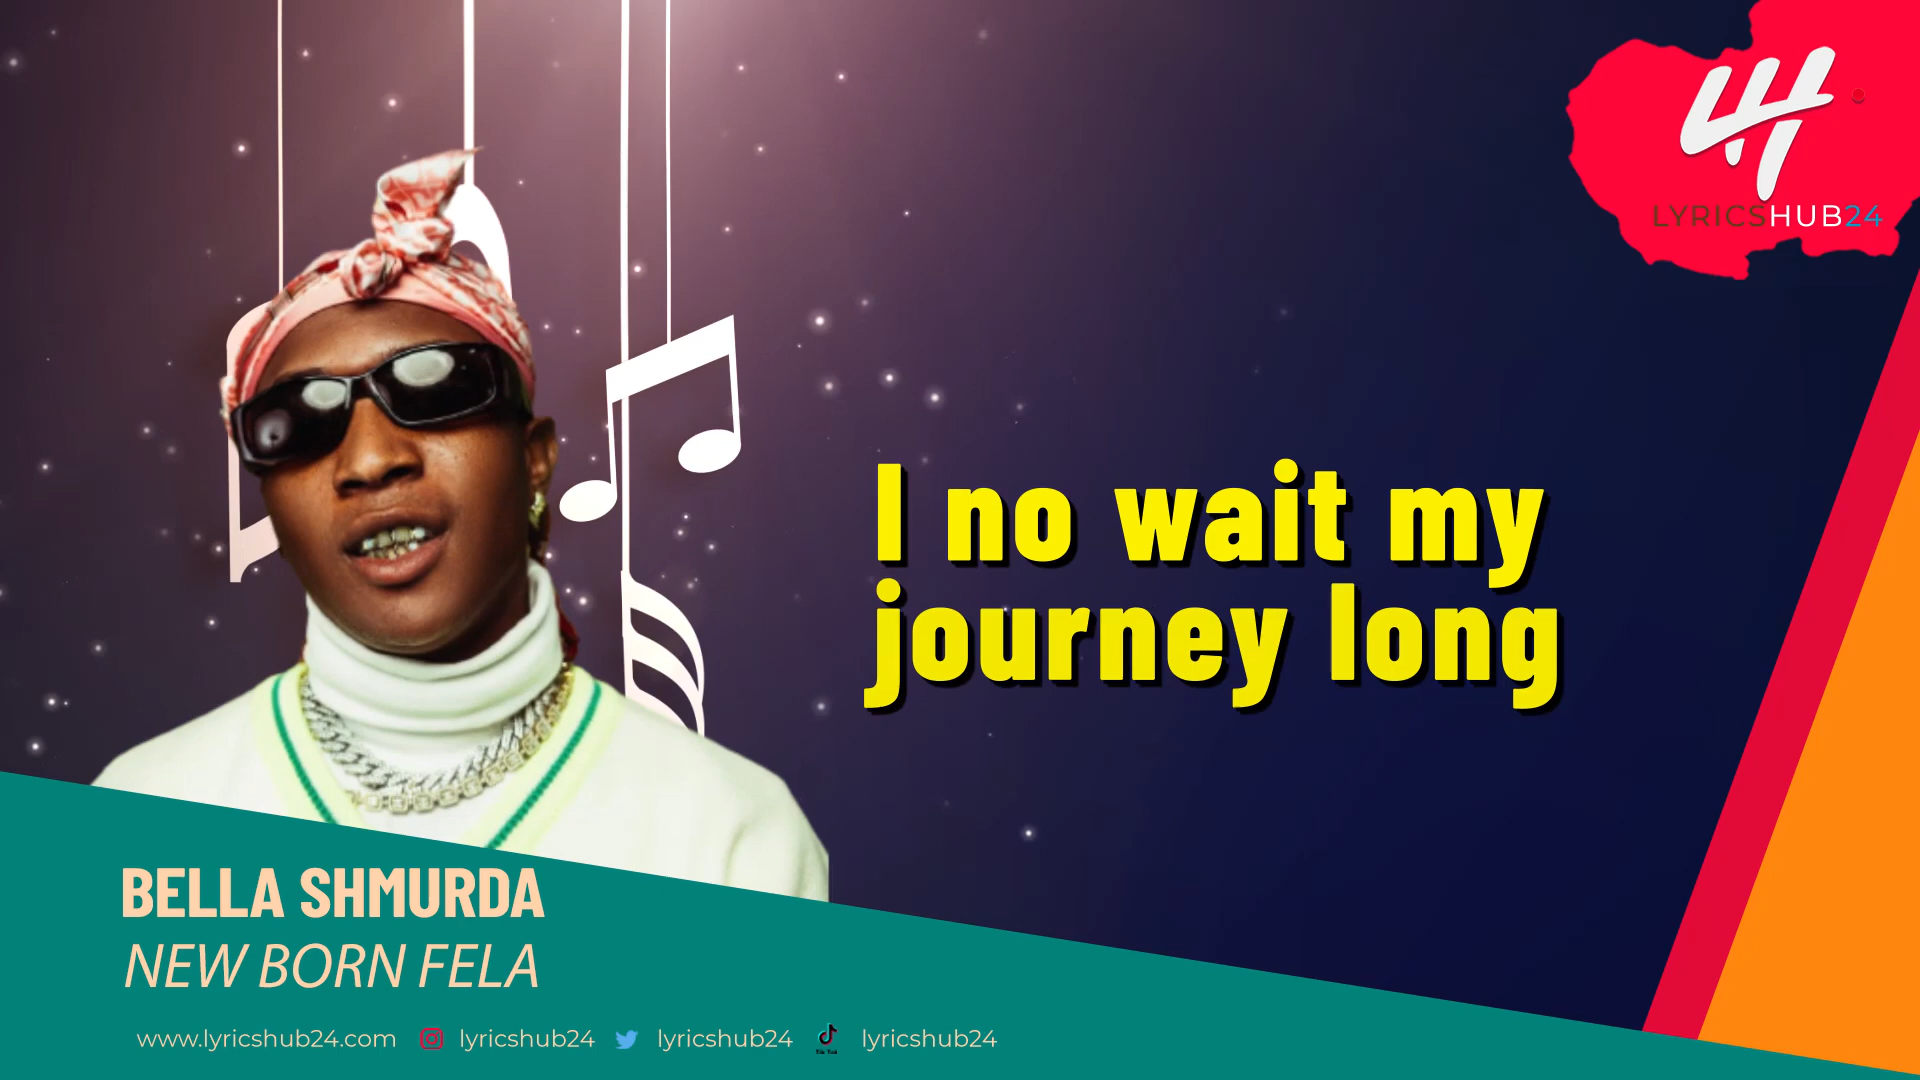 LYRICSHUB24
I no wait my
journey long
BELLA SHMURDA
NEW BORN FELA
www.lyricshub24.com lyricshub24 lyricshub24 lyricshub24